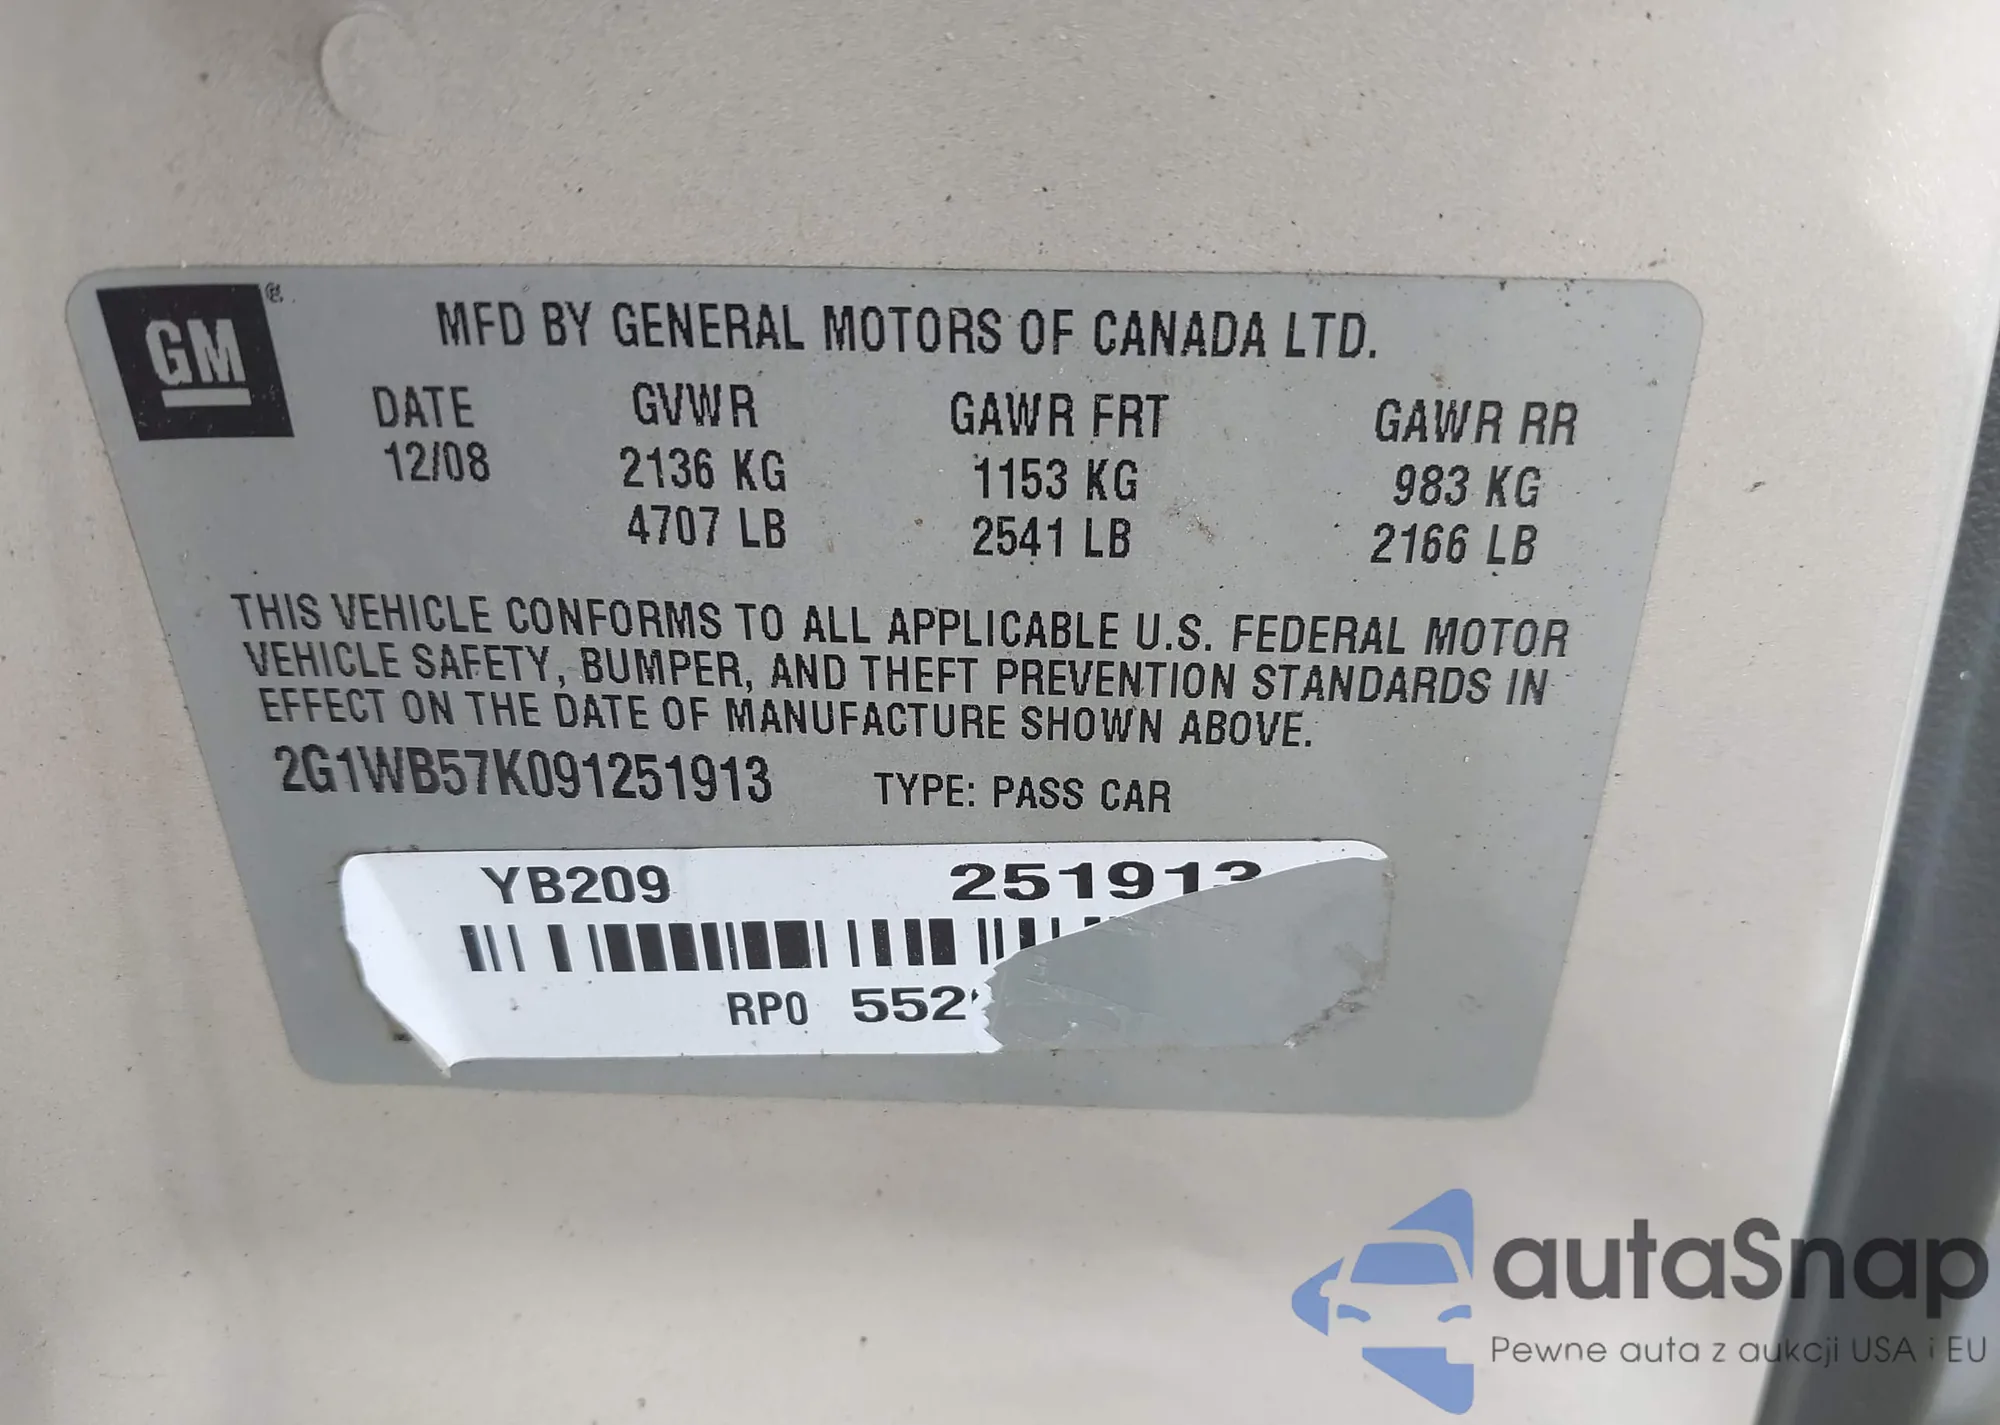 GM ®
MFD BY GENERAL MOTORS OF CANADA LTD.
DATE GVWR GAWR FRT GAWR RR
12/08 2136 KG 1153 KG 983 KG
4707 LB 2541 LB 2166 LB
THIS VEHICLE CONFORMS TO ALL APPLICABLE U.S. FEDERAL MOTOR
VEHICLE SAFETY, BUMPER, AND THEFT PREVENTION STANDARDS IN
EFFECT ON THE DATE OF MANUFACTURE SHOWN ABOVE.
2G1WB57K091251913 TYPE: PASS CAR
YB209 251913
RPO 552
autaSnap
Pewne auta z aukcji USA i EU